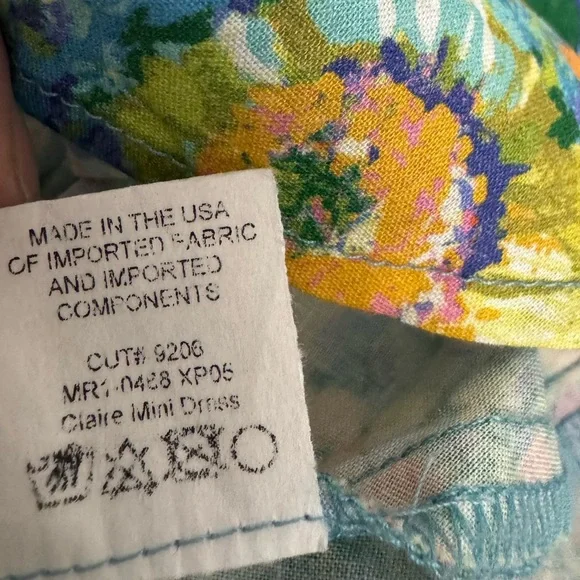 MADE IN THE USA
OF IMPORTED FABRIC
AND IMPORTED
COMPONENTS
CUT# 9206
MR1-0468 XP05
Claire Mini Dress